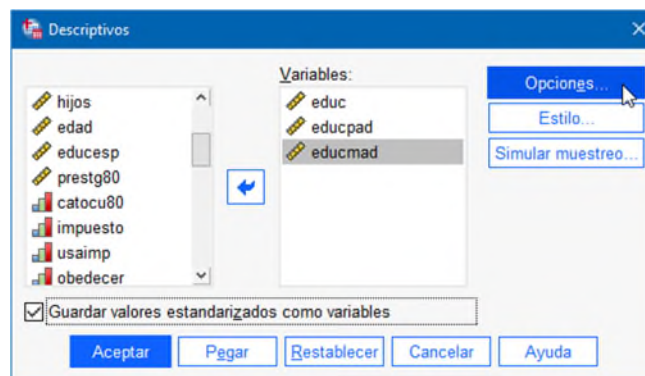 Descriptivos
hijos
edad
educesp
prestg80
catocu80
impuesto
usaimp
obedecer
Variables:
educ
educpad
educmad
Opciones...
Estilo...
Simular muestreo...
Guardar valores estandarizados como variables
Aceptar
Pegar
Restablecer
Cancelar
Ayuda